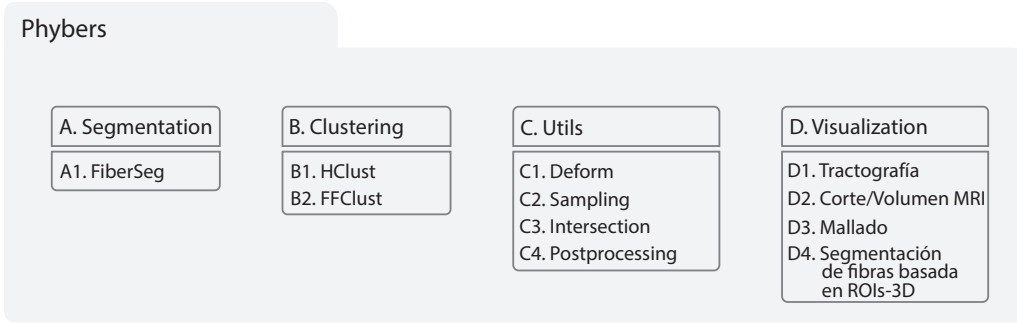 Phybers
A. Segmentation
A1. FiberSeg
B. Clustering
B1. HClust
B2. FFClust
C. Utils
C1. Deform
C2. Sampling
C3. Intersection
C4. Postprocessing
D. Visualization
D1. Tractografía
D2. Corte/Volumen MRI
D3. Mallado
D4. Segmentación
de fibras basada
en ROIs-3D